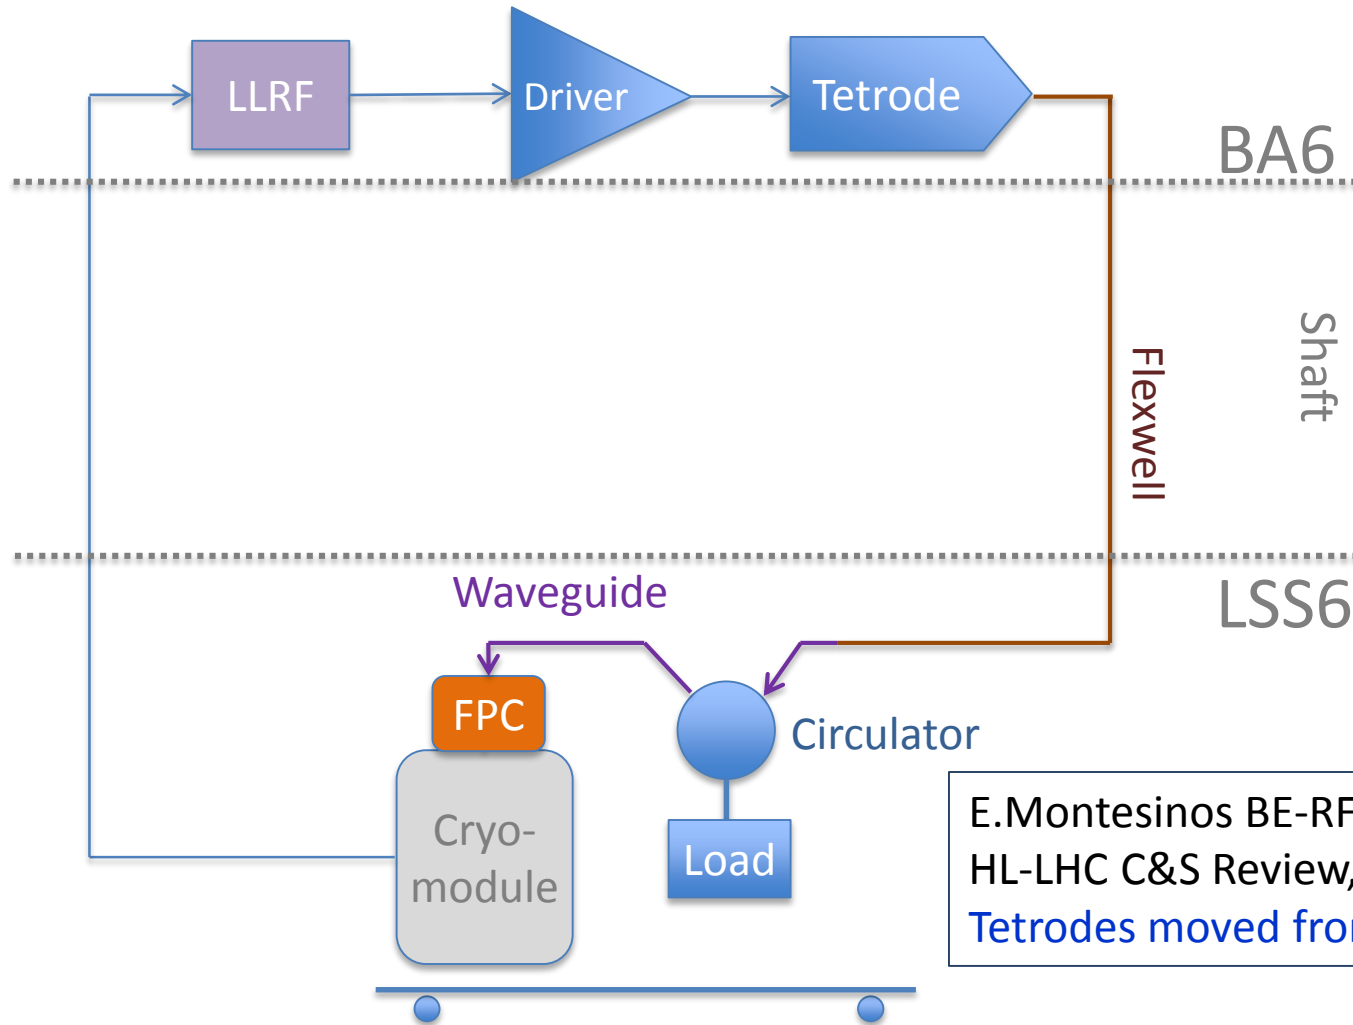 LLRF
Driver
Tetrode
BA6
Shaft
Flexwell
LSS6
Waveguide
FPC
Circulator
Cryo-
module
Load
E.Montesinos BE-RF
HL-LHC C&S Review,
Tetrodes moved from